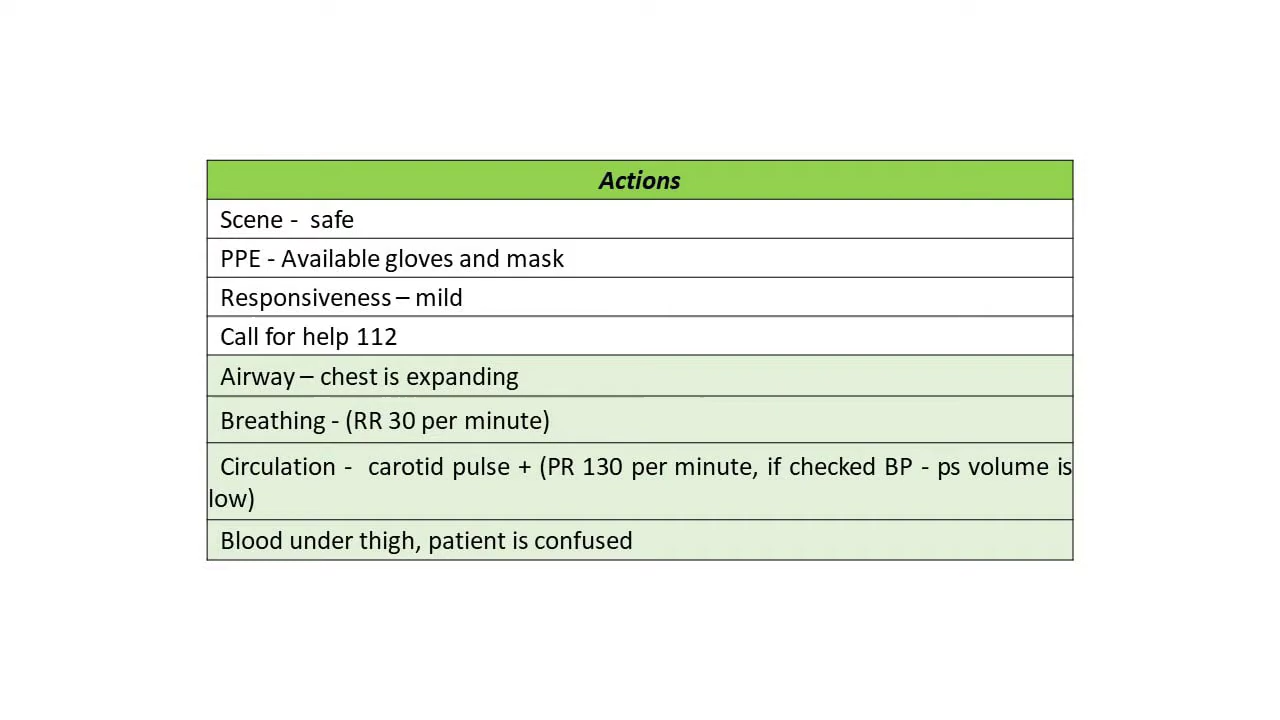 Actions
Scene -  safe
PPE - Available gloves and mask
Responsiveness – mild
Call for help 112
Airway – chest is expanding
Breathing - (RR 30 per minute)
Circulation -  carotid pulse + (PR 130 per minute, if checked BP - ps volume is
low)
Blood under thigh, patient is confused